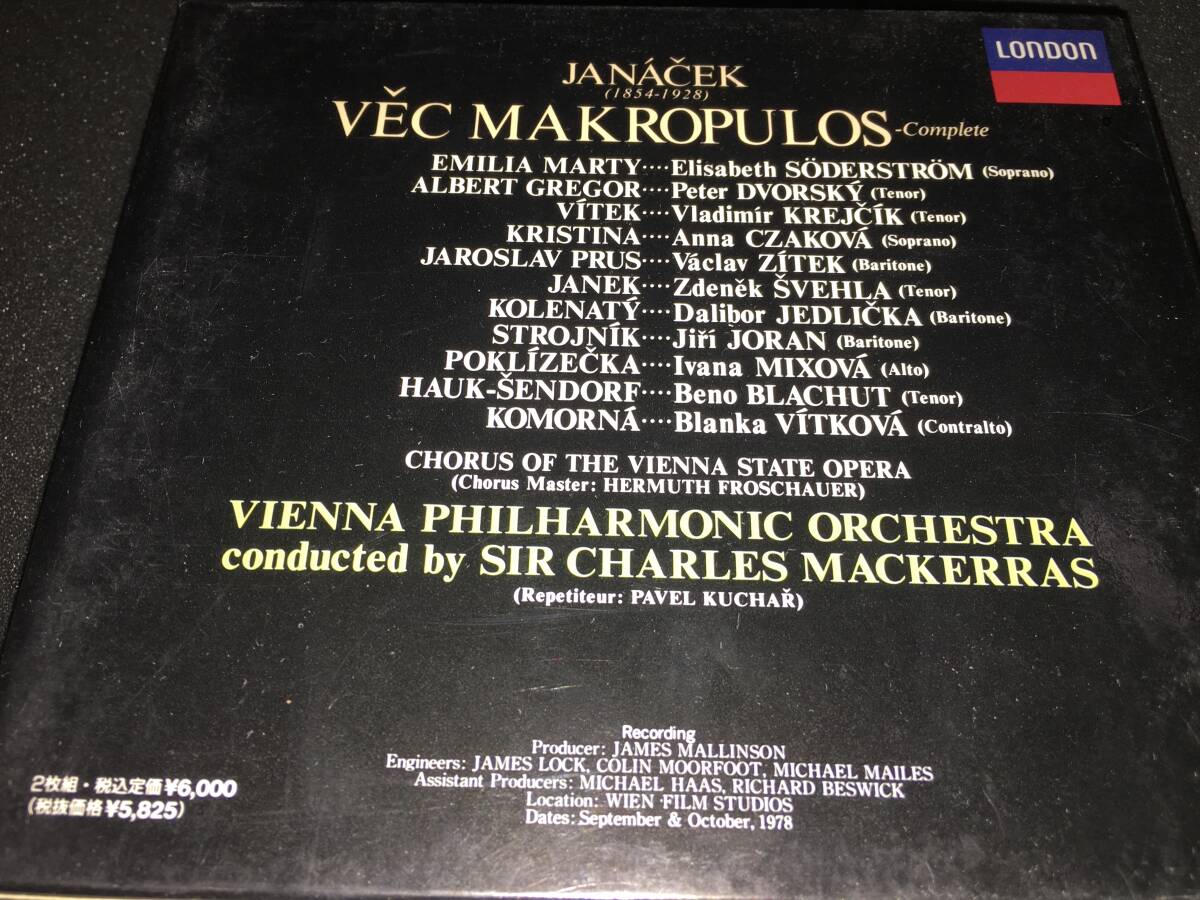 LONDON
JANÁČEK
(1854-1928)
VĚC MAKROPULOS-Complete
EMILIA MARTY····Elisabeth SÖDERSTRÖM (Soprano)
ALBERT GREGOR····Peter DVORSKÝ (Tenor)
VÍTEK····Vladimír KREJČÍK (Tenor)
KRISTINA····Anna CZAKOVÁ (Soprano)
JAROSLAV PRUS····Václav ZÍTEK (Baritone)
JANEK····Zdeněk ŠVEHLA (Tenor)
KOLENATÝ····Dalibor JEDLIČKA (Baritone)
STROJNÍK····Jiří JORAN (Baritone)
POKLÍZEČKA····Ivana MIXOVÁ (Alto)
HAUK-ŠENDORF····Beno BLACHUT (Tenor)
KOMORNÁ····Blanka VÍTKOVÁ (Contralto)
CHORUS OF THE VIENNA STATE OPERA
(Chorus Master: HERMUTH FROSCHAUER)
VIENNA PHILHARMONIC ORCHESTRA
conducted by SIR CHARLES MACKERRAS
(Repetiteur: PAVEL KUCHAŘ)
Recording
Producer: JAMES MALLINSON
Engineers: JAMES LOCK, COLIN MOORFOOT, MICHAEL MAILES
Assistant Producers: MICHAEL HAAS, RICHARD BESWICK
Location: WIEN FILM STUDIOS
Dates: September & October, 1978
2枚組・税込定価¥6,000
(税抜価格¥5,825)